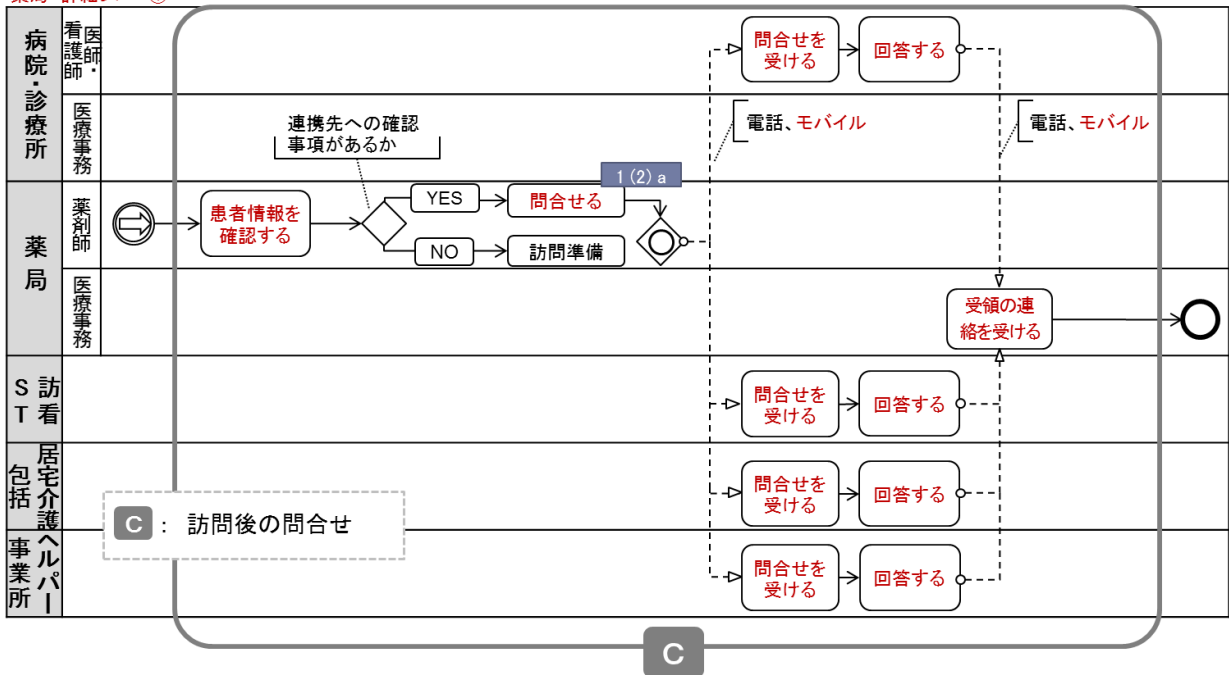 病院・診療所
医師・
看護師
問合せを
受ける
回答する
医療事務
連携先への確認
事項があるか
電話、モバイル
電話、モバイル
1(2)a
薬局
薬剤師
患者情報を
確認する
YES
問合せる
NO
訪問準備
医療事務
受領の連
絡を受ける
訪看
ST
問合せを
受ける
回答する
居宅介護
包括
問合せを
受ける
回答する
C : 訪問後の問合せ
ヘルパー
事業所
問合せを
受ける
回答する
C